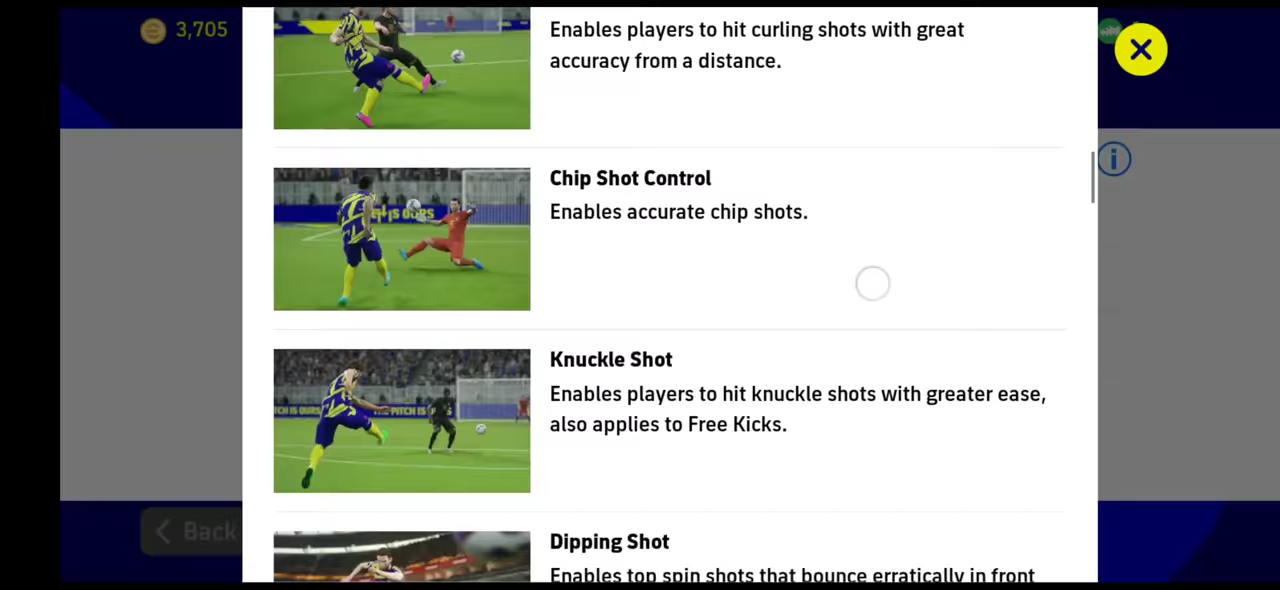 3,705
Enables players to hit curling shots with great
accuracy from a distance.
Chip Shot Control
Enables accurate chip shots.
Knuckle Shot
Enables players to hit knuckle shots with greater ease,
also applies to Free Kicks.
Back
Dipping Shot
Enables top spin shots that bounce erratically in front